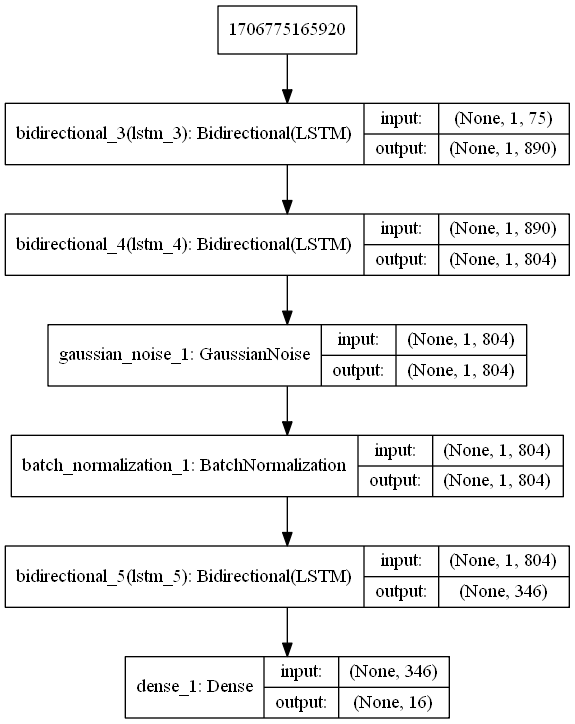 1706775165920
bidirectional_3(lstm_3): Bidirectional(LSTM)
input: (None, 1, 75)
output: (None, 1, 890)
bidirectional_4(lstm_4): Bidirectional(LSTM)
input: (None, 1, 890)
output: (None, 1, 804)
gaussian_noise_1: GaussianNoise
input: (None, 1, 804)
output: (None, 1, 804)
batch_normalization_1: BatchNormalization
input: (None, 1, 804)
output: (None, 1, 804)
bidirectional_5(lstm_5): Bidirectional(LSTM)
input: (None, 1, 804)
output: (None, 346)
dense_1: Dense
input: (None, 346)
output: (None, 16)